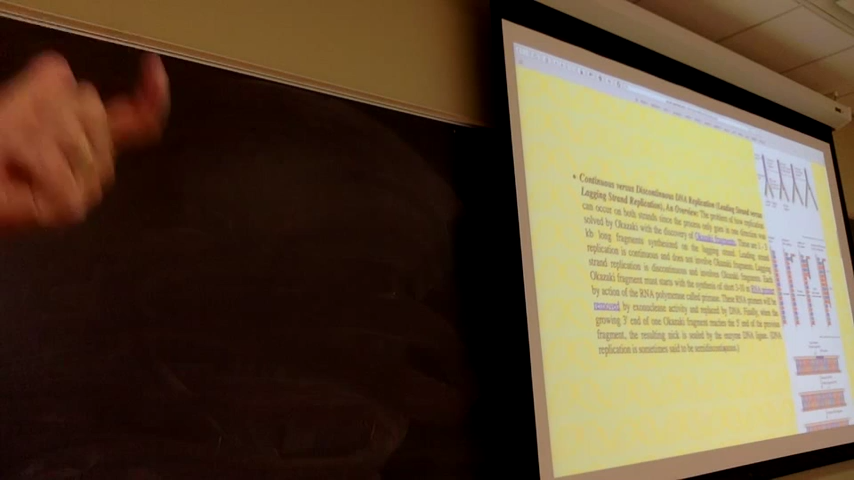 • Continuous versus Discontinuous DNA Replication (Leading Strand versus
Lagging Strand Replication), An Overview: The problem of how replication
can occur on both strands since the process only goes in one direction was
solved by Okazaki with the discovery of Okazaki fragments. These are 1 - 5
kb long fragments synthesized on the lagging strand. Leading strand
replication is continuous and does not involve Okazaki fragments. Lagging
strand replication is discontinuous and involves Okazaki fragments. Each
Okazaki fragment must starts with the synthesis of short RNA primer
by action of the RNA polymerase called primase. These RNA primers will be
removed by exonuclease activity and replaced by DNA. Finally, when the
growing 3' end of one Okazaki fragment reaches the 5' end of the previous
fragment, the resulting nick is sealed by the enzyme DNA ligase. (DNA
replication is sometimes said to be semidiscontinuous.)